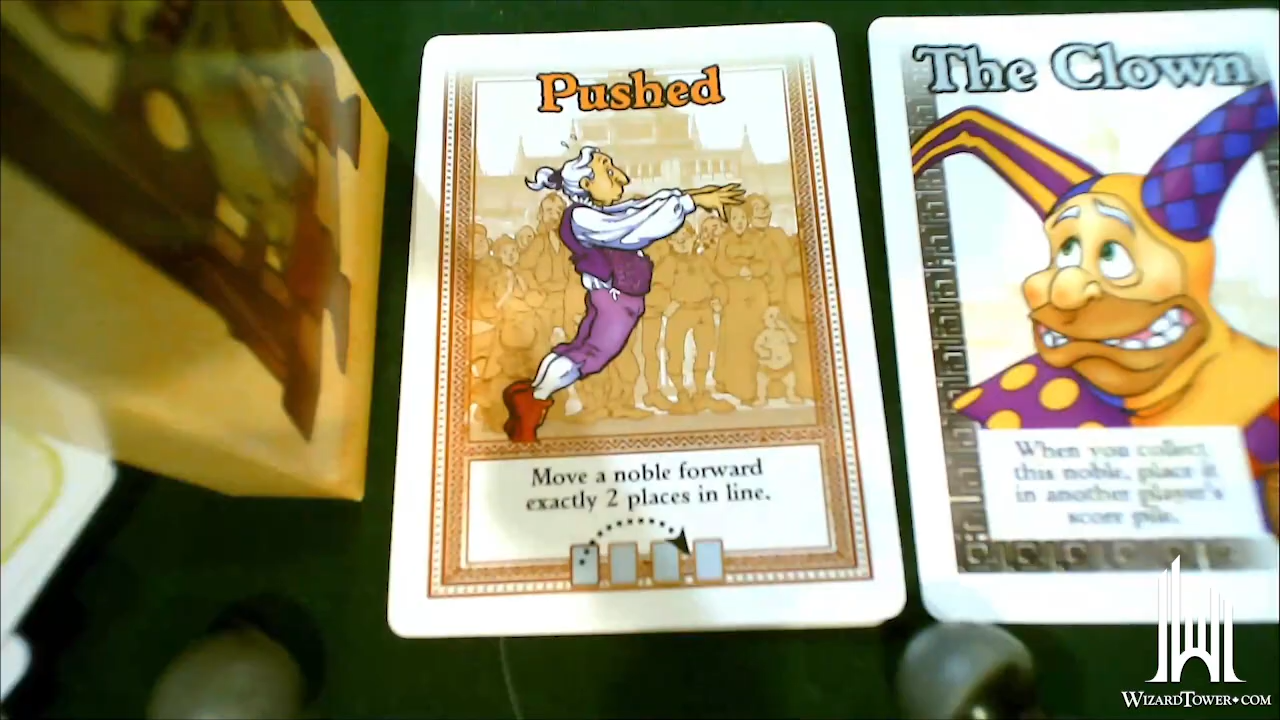 Pushed
Move a noble forward
exactly 2 places in line.
The Clown
When you collect
this noble, place it
in another player's
score pile.
WIZARDTOWER•COM